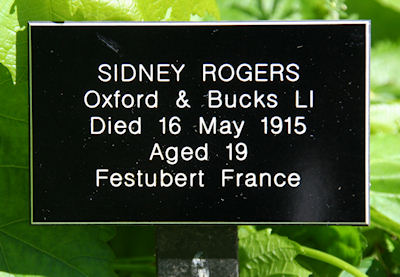 SIDNEY ROGERS
Oxford & Bucks LI
Died 16 May 1915
Aged 19
Festubert France